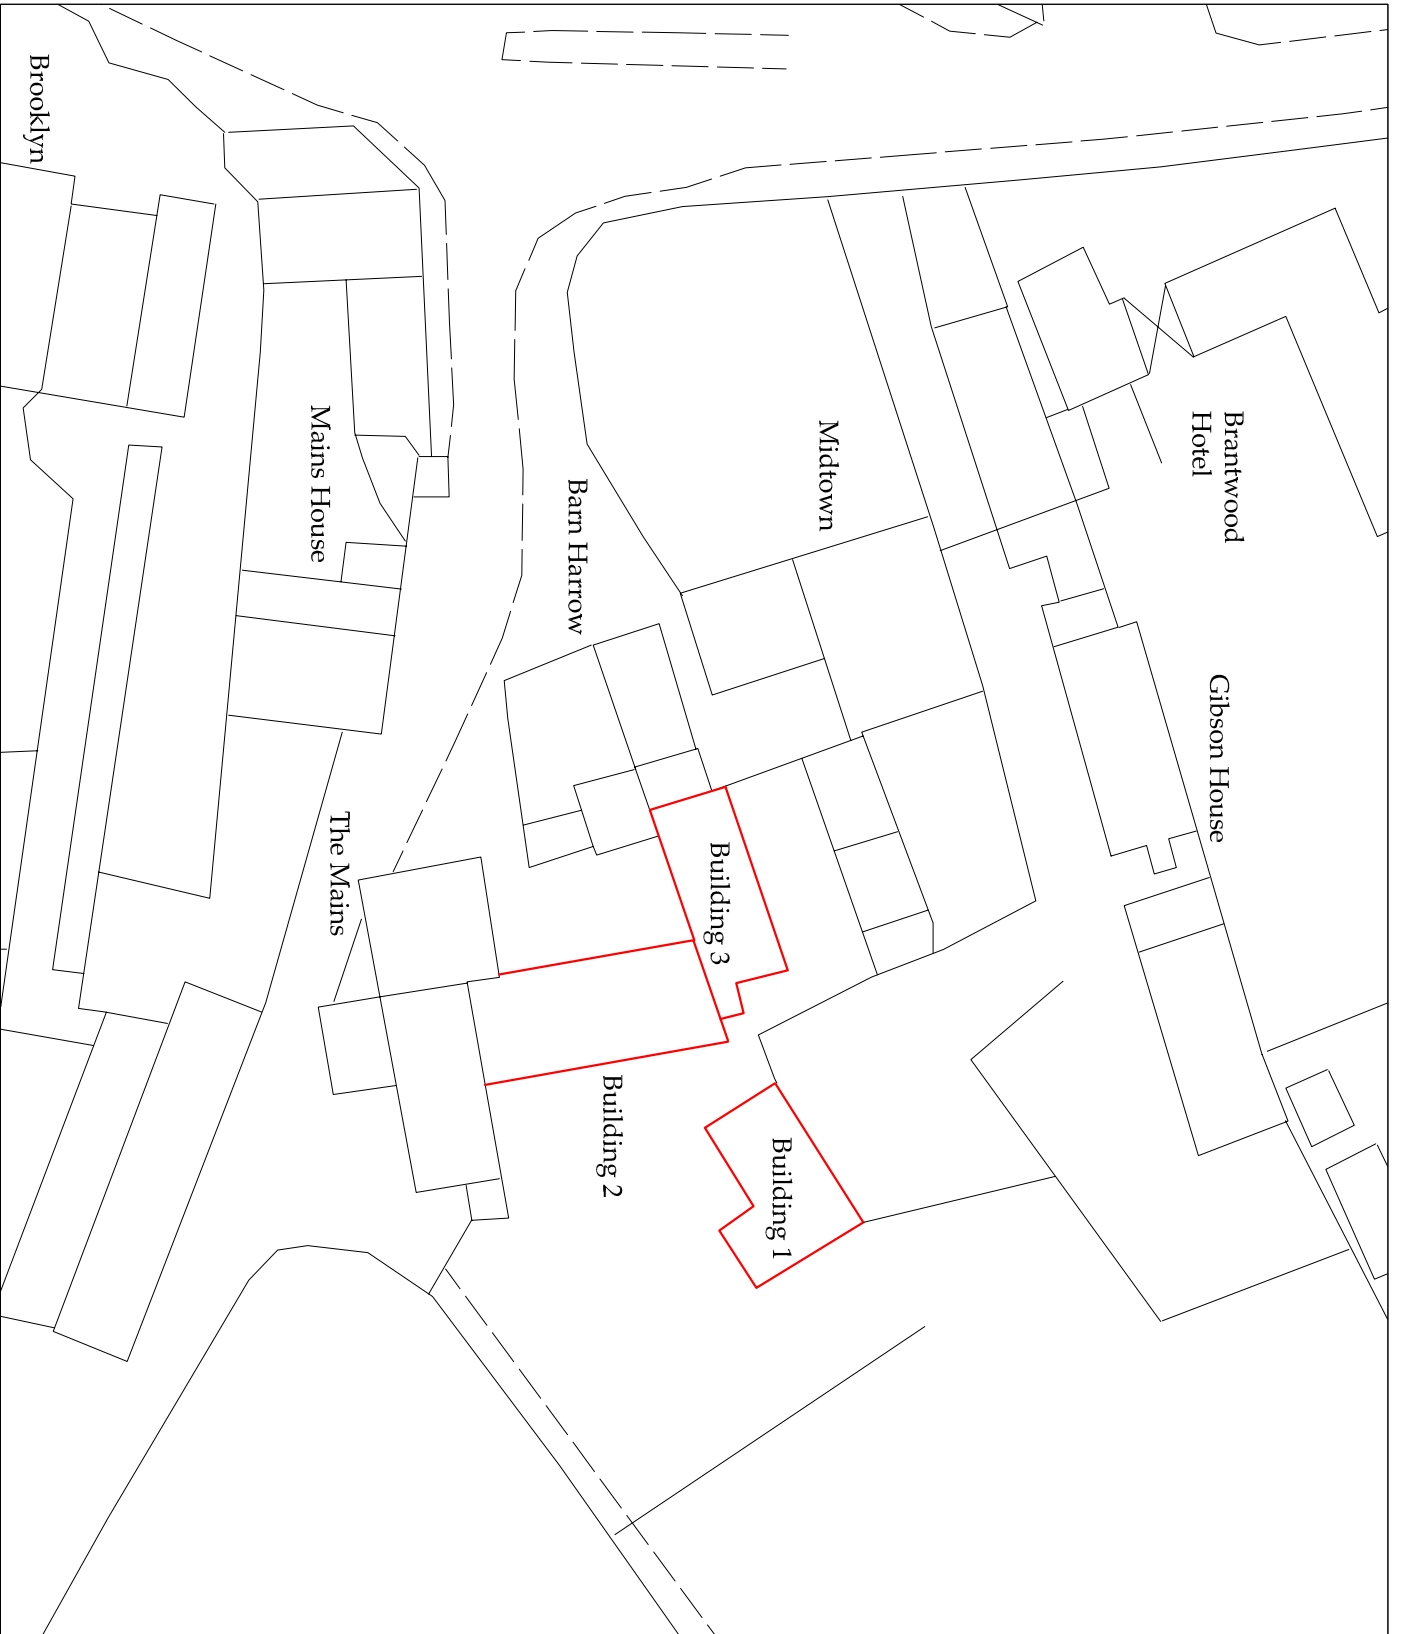 Brantwood
Hotel
Gibson House
Midtown
Barn Harrow
Building 3
Building 1
Building 2
Mains House
The Mains
Brooklyn